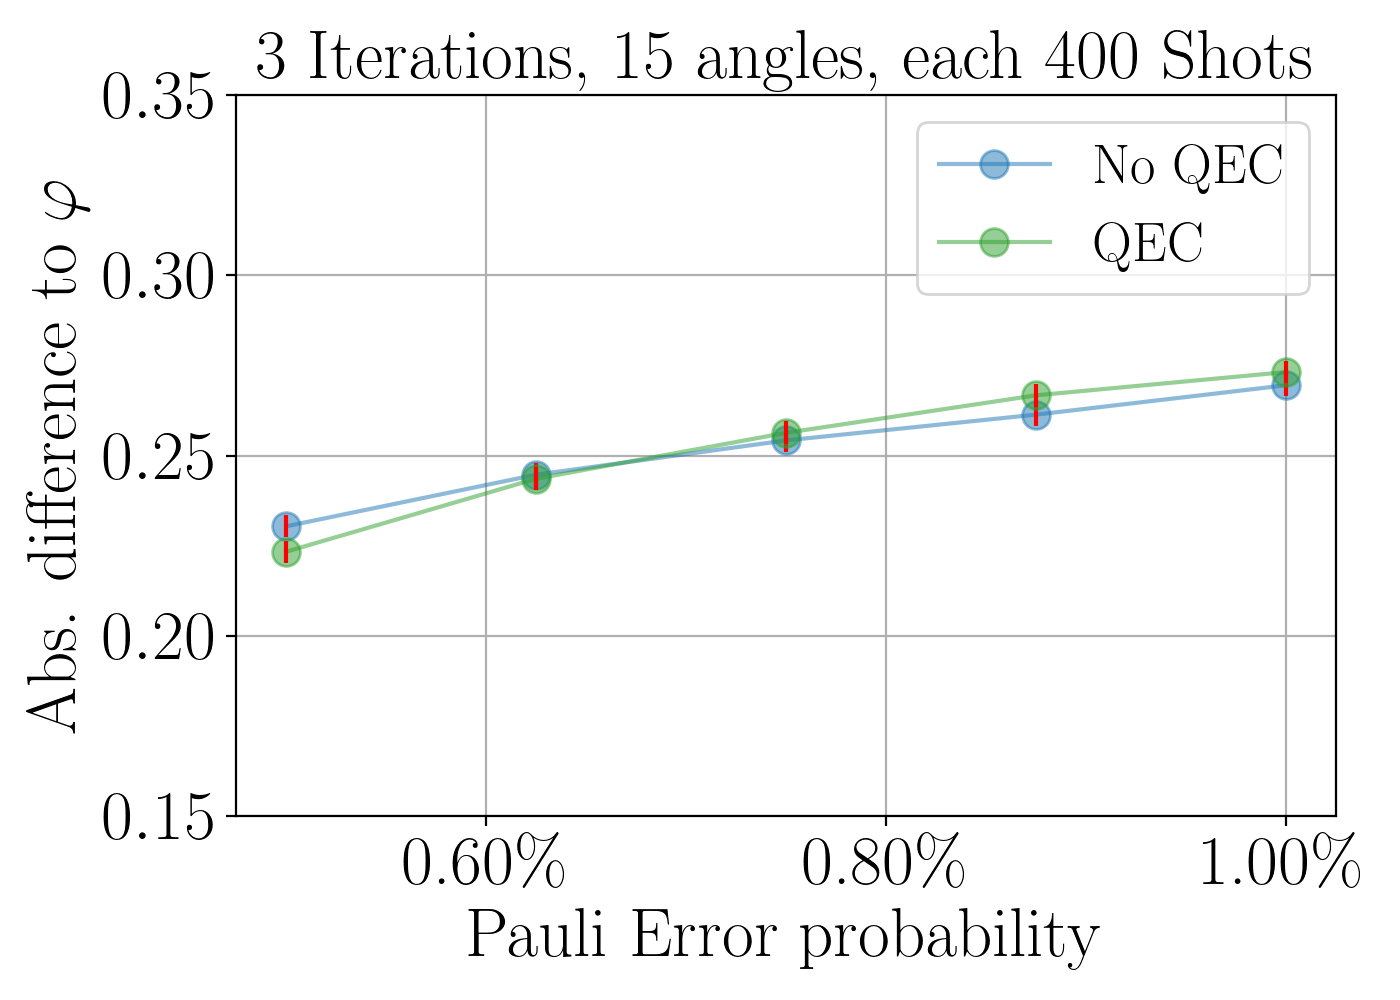 3 Iterations, 15 angles, each 400 Shots
Abs. difference to φ
0.35
0.30
0.25
0.20
0.15
No QEC
QEC
0.60% 0.80% 1.00%
Pauli Error probability